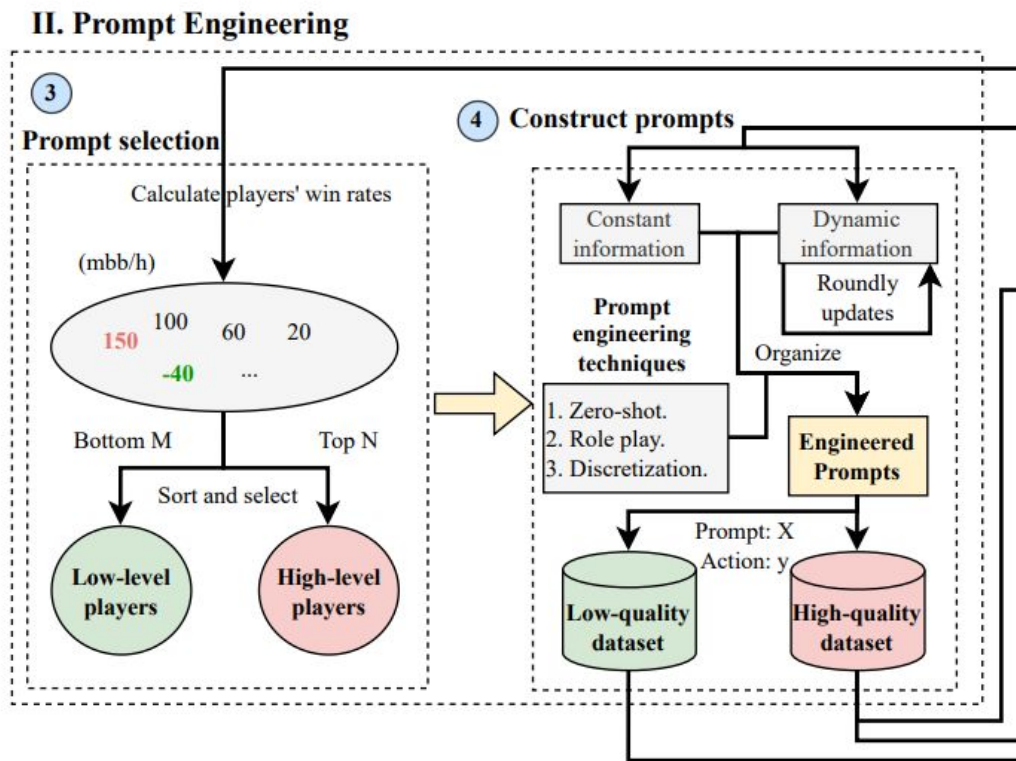 II. Prompt Engineering
3
Prompt selection
Calculate players' win rates
(mbb/h)
150
100
60
20
-40
...
Bottom M
Top N
Sort and select
Low-level
players
High-level
players
4
Construct prompts
Constant
information
Dynamic
information
Roundly
updates
Prompt
engineering
techniques
Organize
1. Zero-shot.
2. Role play.
3. Discretization.
Engineered
Prompts
Prompt: X
Action: y
Low-quality
dataset
High-quality
dataset